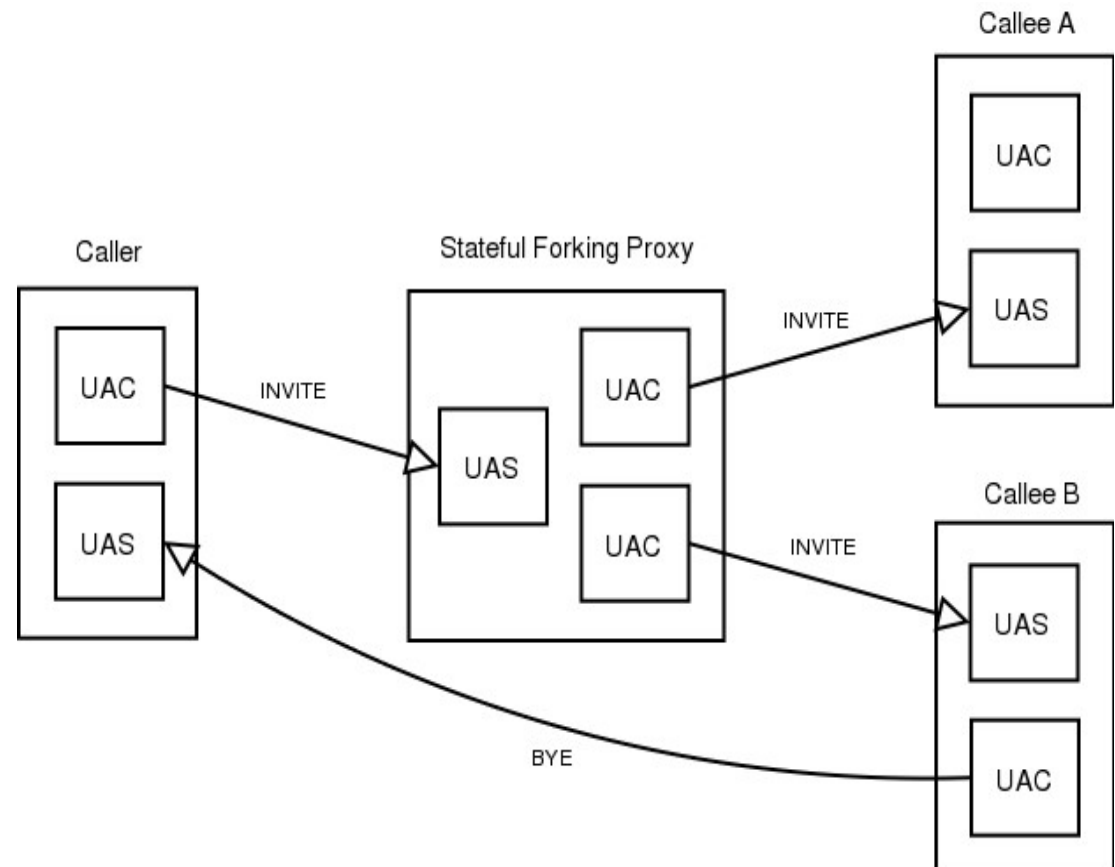 Callee A
UAC
UAS
Caller
UAC
UAS
INVITE
Stateful Forking Proxy
UAS
UAC
UAC
INVITE
INVITE
Callee B
UAS
UAC
BYE